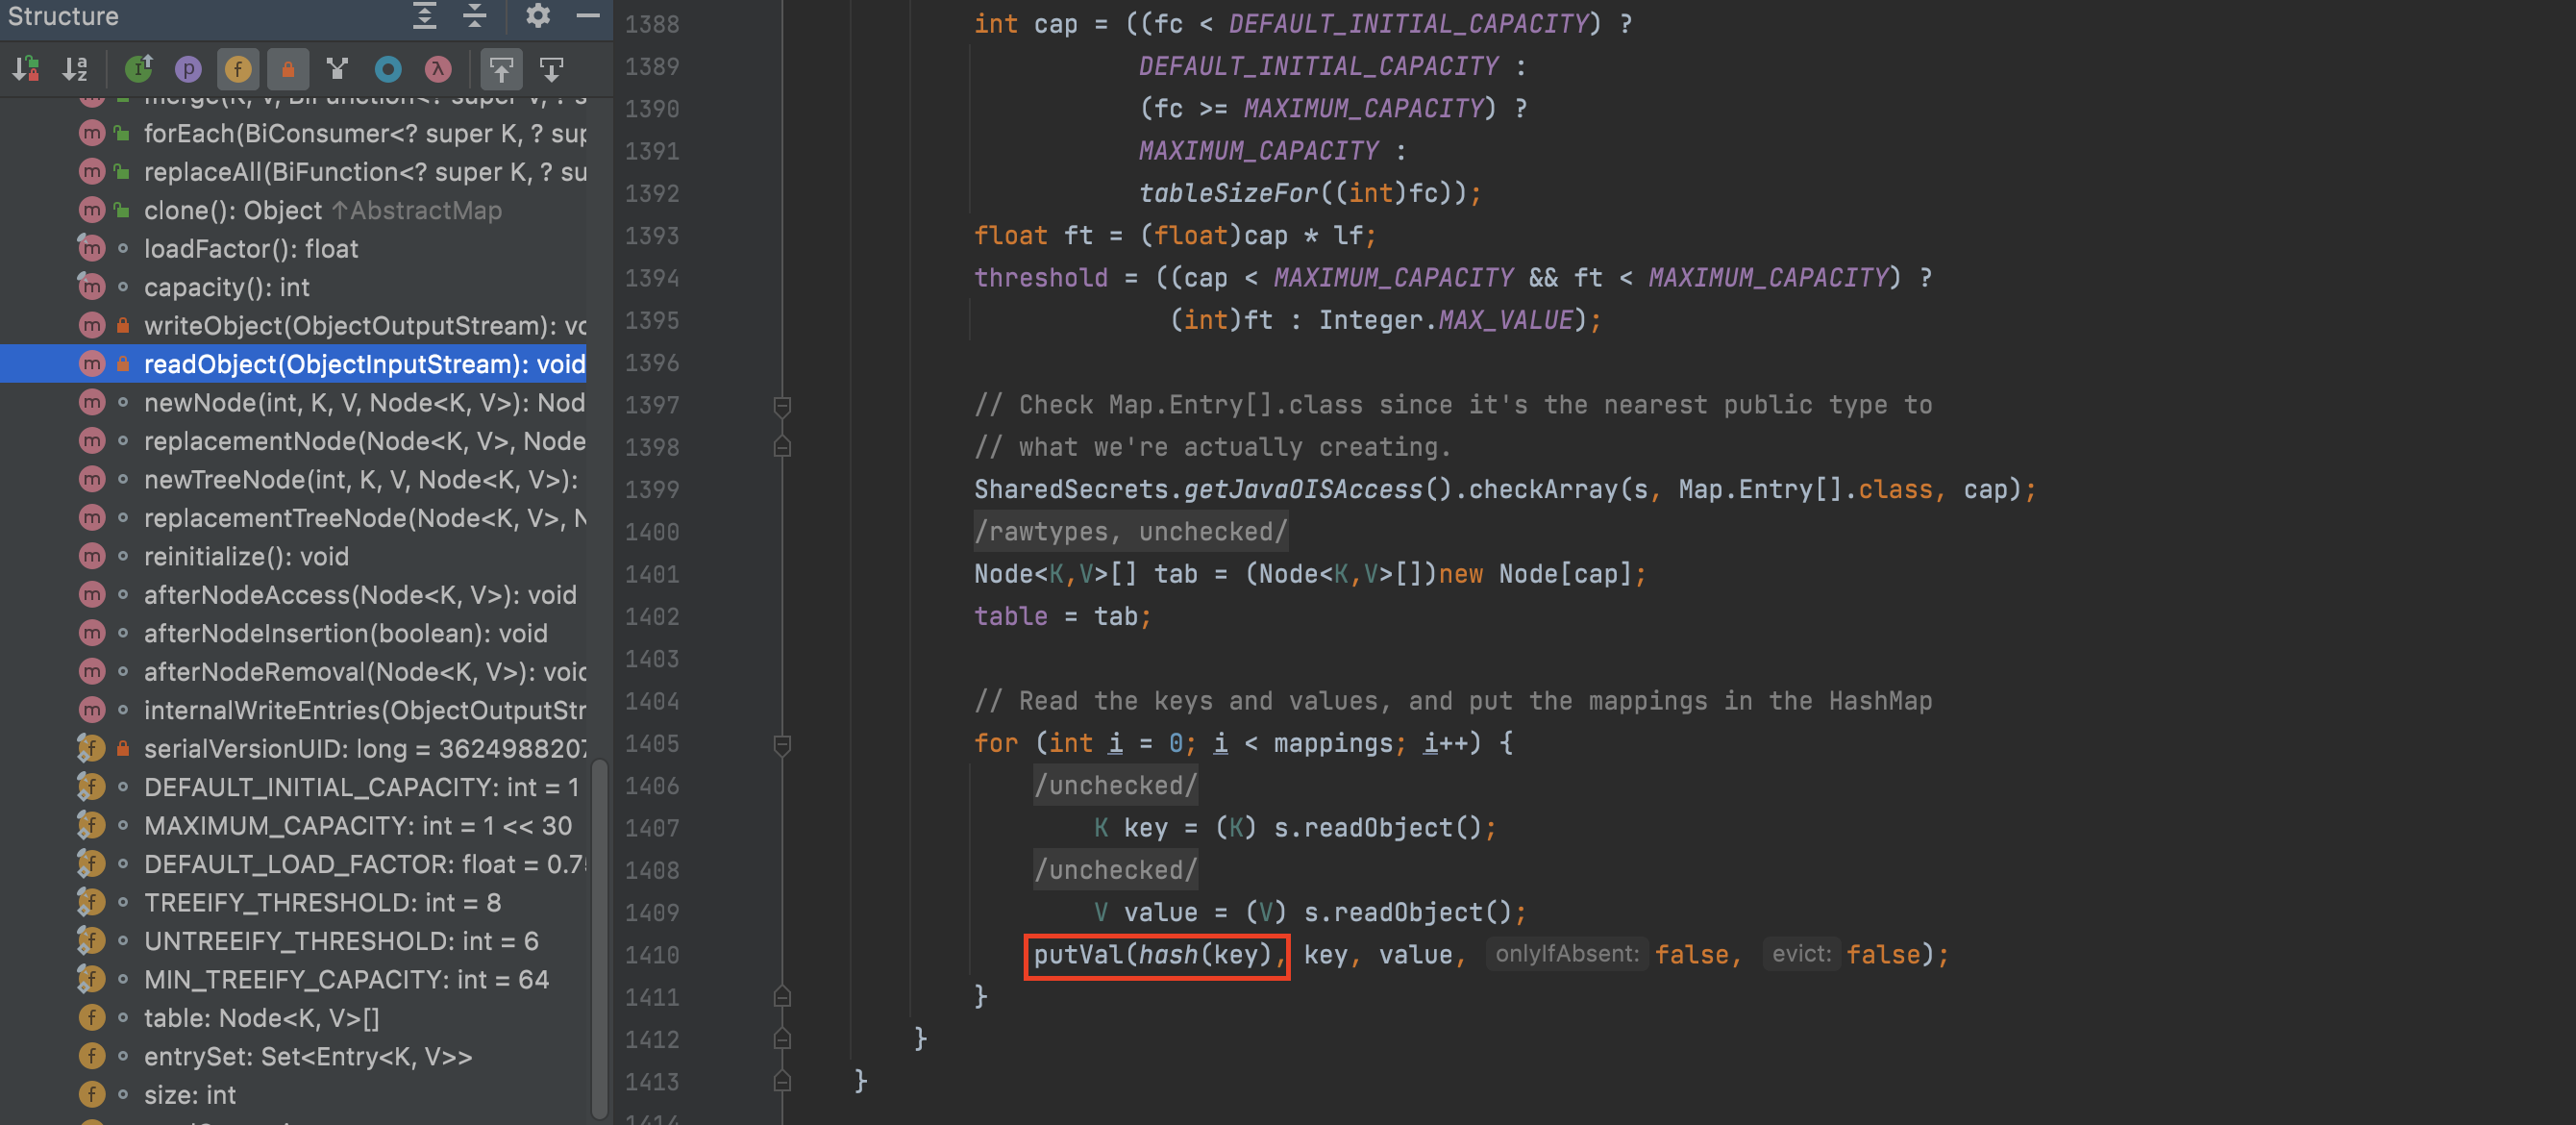 Structure
merge(K, V, BiFunction<? super V, ? s
forEach(BiConsumer<? super K, ? sup
replaceAll(BiFunction<? super K, ? su
clone(): Object ↑AbstractMap
loadFactor(): float
capacity(): int
writeObject(ObjectOutputStream): vo
readObject(ObjectInputStream): void
newNode(int, K, V, Node<K, V>): Nod
replacementNode(Node<K, V>, Node
newTreeNode(int, K, V, Node<K, V>):
replacementTreeNode(Node<K, V>, N
reinitialize(): void
afterNodeAccess(Node<K, V>): void
afterNodeInsertion(boolean): void
afterNodeRemoval(Node<K, V>): void
internalWriteEntries(ObjectOutputStr
serialVersionUID: long = 3624988207
DEFAULT_INITIAL_CAPACITY: int = 1
MAXIMUM_CAPACITY: int = 1 << 30
DEFAULT_LOAD_FACTOR: float = 0.75
TREEIFY_THRESHOLD: int = 8
UNTREEIFY_THRESHOLD: int = 6
MIN_TREEIFY_CAPACITY: int = 64
table: Node<K, V>[]
entrySet: Set<Entry<K, V>>
size: int
1388 int cap = ((fc < DEFAULT_INITIAL_CAPACITY) ?
1389 DEFAULT_INITIAL_CAPACITY :
1390 (fc >= MAXIMUM_CAPACITY) ?
1391 MAXIMUM_CAPACITY :
1392 tableSizeFor((int)fc));
1393 float ft = (float)cap * lf;
1394 threshold = ((cap < MAXIMUM_CAPACITY && ft < MAXIMUM_CAPACITY) ?
1395 (int)ft : Integer.MAX_VALUE);
1396
1397 // Check Map.Entry[].class since it's the nearest public type to
1398 // what we're actually creating.
1399 SharedSecrets.getJavaOISAccess().checkArray(s, Map.Entry[].class, cap);
1400 /rawtypes, unchecked/
1401 Node<K,V>[] tab = (Node<K,V>[])new Node[cap];
1402 table = tab;
1403
1404 // Read the keys and values, and put the mappings in the HashMap
1405 for (int i = 0; i < mappings; i++) {
1406 /unchecked/
1407 K key = (K) s.readObject();
1408 /unchecked/
1409 V value = (V) s.readObject();
1410 putVal(hash(key), key, value, onlyIfAbsent: false, evict: false);
1411 }
1412 }
1413 }
1414